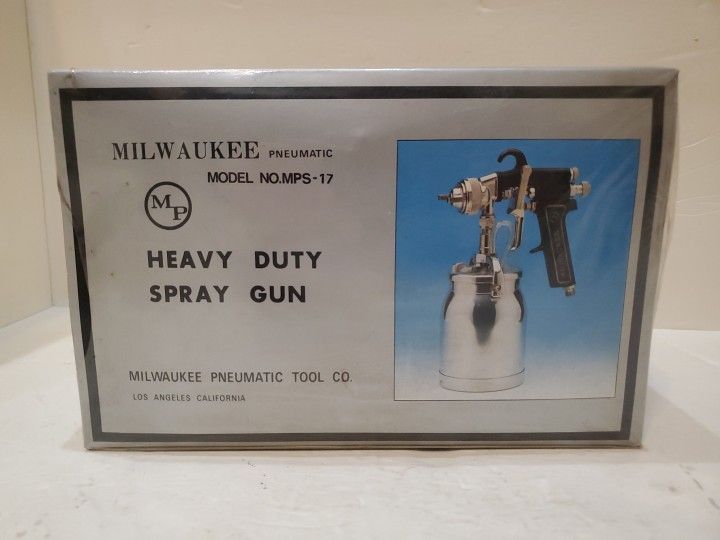 MILWAUKEE PNEUMATIC
MODEL NO.MPS-17
MP
HEAVY DUTY
SPRAY GUN
MILWAUKEE PNEUMATIC TOOL CO.
LOS ANGELES CALIFORNIA